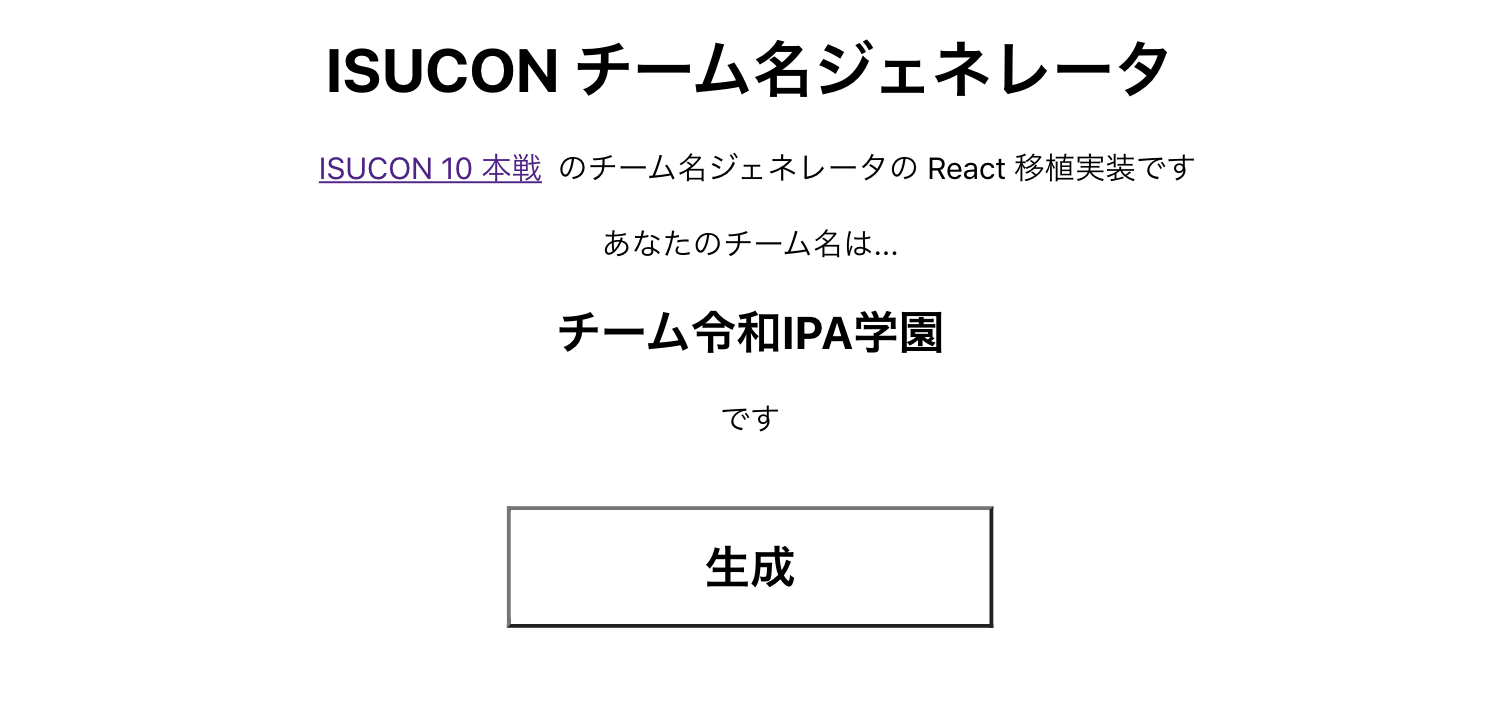 ISUCON チーム名ジェネレータ
ISUCON 10 本戦 のチーム名ジェネレータの React 移植実装です
あなたのチーム名は...
チーム令和IPA学園
です
生成